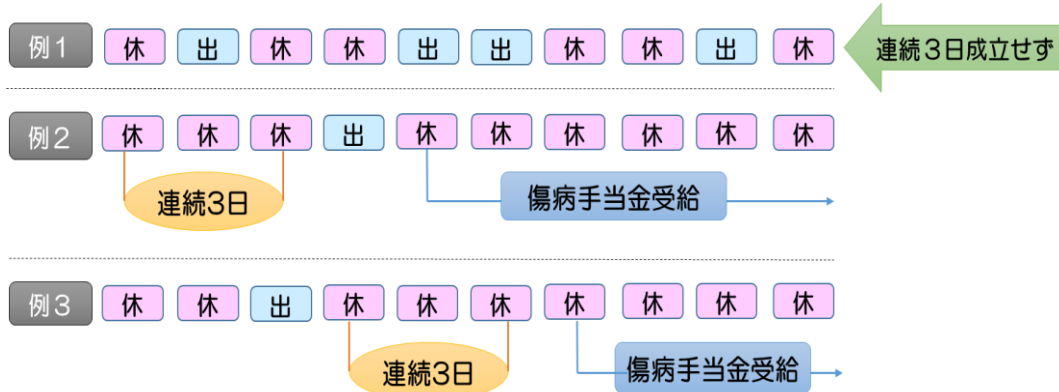 例1 休 出 休 休 出 出 休 休 出 休 連続3日成立せず
例2 休 休 休 出 休 休 休 休 休 休
連続3日 傷病手当金受給
例3 休 休 出 休 休 休 休 休 休 休
連続3日 傷病手当金受給